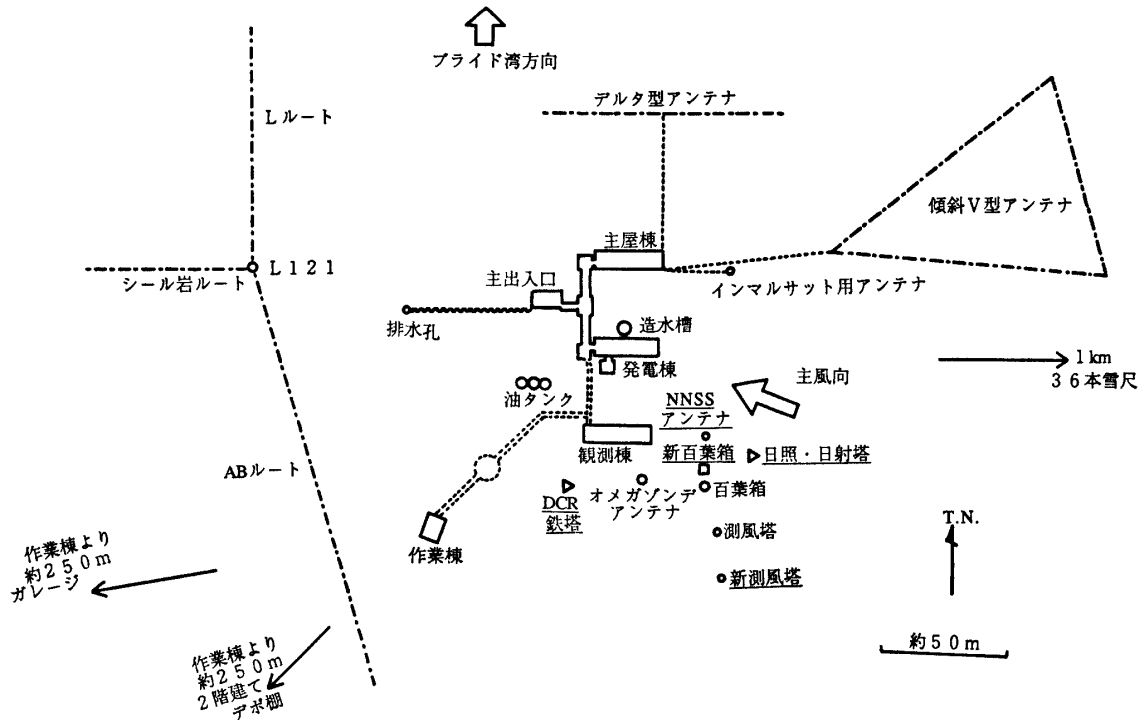 ブライド湾方向
デルタ型アンテナ
Lルート
傾斜V型アンテナ
主屋棟
L121
シール岩ルート
主出入口
インマルサット用アンテナ
排水孔
造水槽
発電棟
1km
36本雪尺
主風向
油タンク
NNSS
アンテナ
観測棟
新百葉箱
日照・日射塔
ABルート
オメガゾンデ
アンテナ
百葉箱
DCR
鉄塔
T.N.
測風塔
作業棟
作業棟より
約250m
ガレージ
新測風塔
約50m
作業棟より
約250m
2階建て
デポ棚